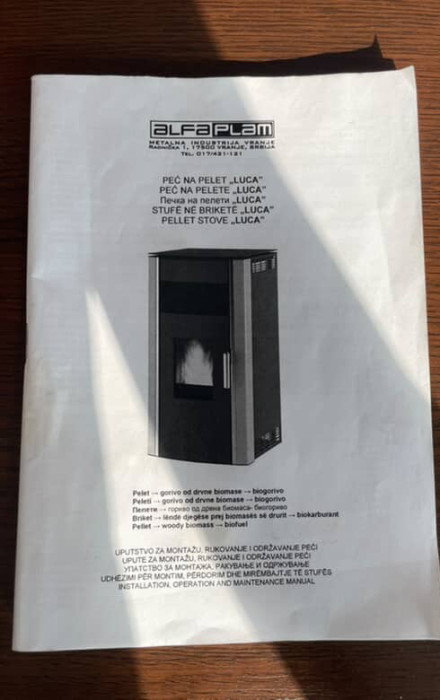 ALFA PLAM
METALNA INDUSTRIJA VRANJE
RADNIČKA 1, 17500 VRANJE, SRBIJA
TEL. 017/421-121
PEĆ NA PELET „LUCA"
PEĆ NA PELETE „LUCA"
Печка на пелети „LUCA"
STUFË NË BRIKETË „LUCA"
PELLET STOVE „LUCA"
Pelet → gorivo od drvne biomase → biogorivo
Peleti → gorivo od drvne biomase → biogorivo
Пелети → гориво од дрвна биомаса- биогориво
Briket → lëndë djegëse prej biomasës së drurit → biokarburant
Pellet → woody biomass → biofuel
UPUTSTVO ZA MONTAŽU, RUKOVANJE I ODRŽAVANJE PEĆI
UPUTE ZA MONTAŽU, RUKOVANJE I ODRŽAVANJE PEĆI
УПАТСТВО ЗА МОНТАЖА, РАКУВАЊЕ И ОДРЖУВАЊЕ
UDHËZIMI PËR MONTIM, PËRDORIM DHE MIRËMBAJTJE TË STUFËS
INSTALLATION, OPERATION AND MAINTENANCE MANUAL